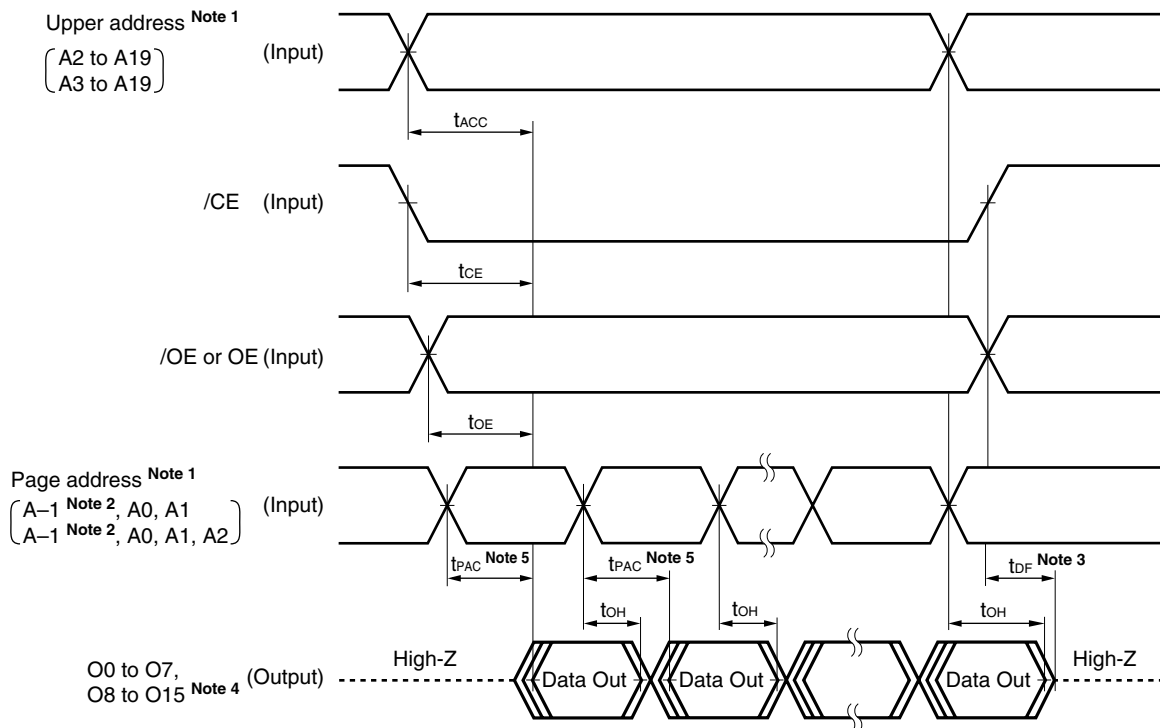 Upper address Note 1
(Input)
A2 to A19
A3 to A19
tACC
/CE (Input)
tCE
/OE or OE (Input)
tOE
Page address Note 1
(Input)
A–1 Note 2, A0, A1
A–1 Note 2, A0, A1, A2
tPAC Note 5
tPAC Note 5
tDF Note 3
tOH
tOH
tOH
High-Z
High-Z
O0 to O7,
O8 to O15 Note 4
(Output)
Data Out
Data Out
Data Out